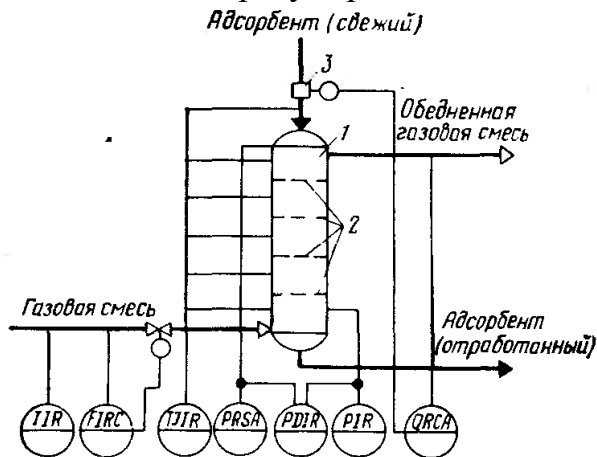 Адсорбент (свежий)
3
Обедненная
газовая смесь
1
2
Газовая смесь
Адсорбент
(отработанный)
TIR
FIRC
TJIR
PRSA
PDIR
PIR
QRCA